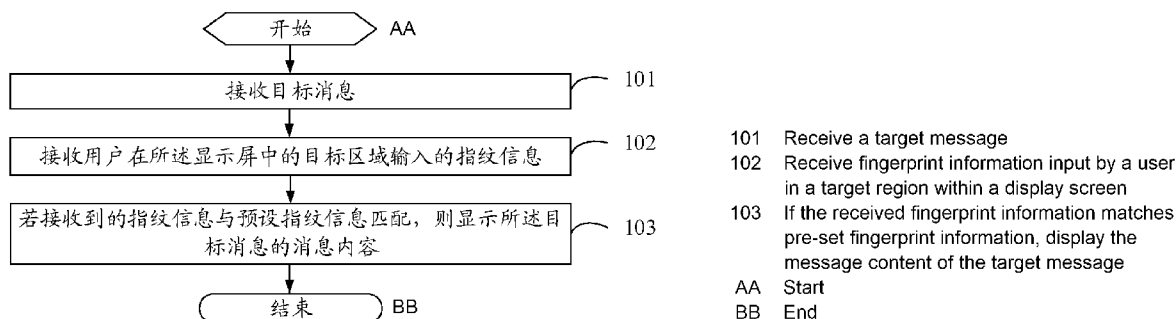 开始 AA
接收目标消息 101
接收用户在所述显示屏中的目标区域输入的指纹信息 102
若接收到的指纹信息与预设指纹信息匹配，则显示所述目
标消息的消息内容 103
结束 BB
101 Receive a target message
102 Receive fingerprint information input by a user
in a target region within a display screen
103 If the received fingerprint information matches
pre-set fingerprint information, display the
message content of the target message
AA Start
BB End